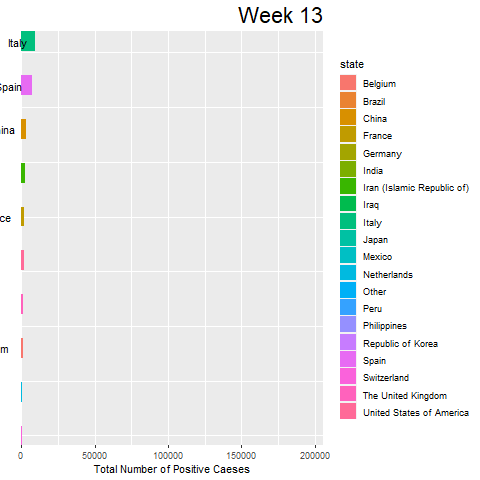 Week 13
Italy
Spain
ina
ce
m
0
50000
100000
150000
200000
Total Number of Positive Caeses
state
Belgium
Brazil
China
France
Germany
India
Iran (Islamic Republic of)
Iraq
Italy
Japan
Mexico
Netherlands
Other
Peru
Philippines
Republic of Korea
Spain
Switzerland
The United Kingdom
United States of America